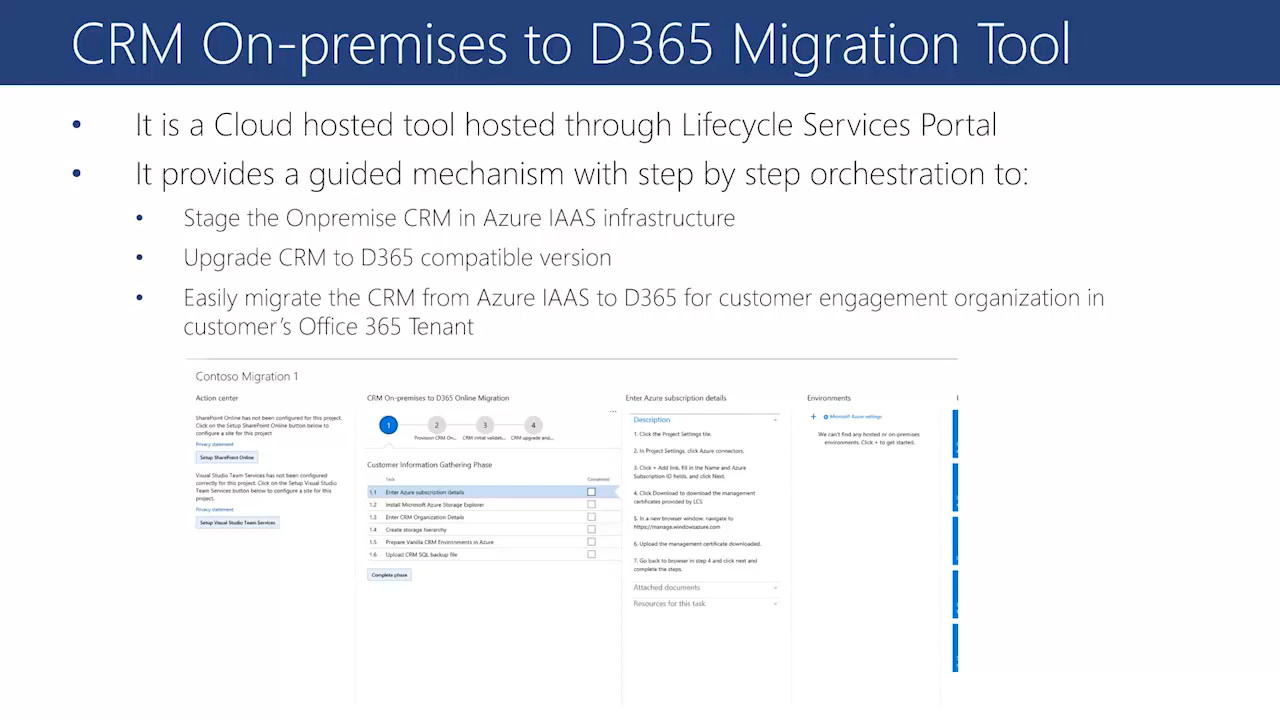 CRM On-premises to D365 Migration Tool
• It is a Cloud hosted tool hosted through Lifecycle Services Portal
• It provides a guided mechanism with step by step orchestration to:
• Stage the Onpremise CRM in Azure IAAS infrastructure
• Upgrade CRM to D365 compatible version
• Easily migrate the CRM from Azure IAAS to D365 for customer engagement organization in
customer's Office 365 Tenant
Contoso Migration 1
Action center
SharePoint Online has not been configured for this project.
Click on the Setup SharePoint Online button below to
configure a site for this project
Privacy statement
Setup SharePoint Online
Visual Studio Team Services has not been configured
correctly for this project. Click on the Setup Visual Studio
Team Services button below to configure a site for this
project.
Privacy statement
Setup Visual Studio Team Services
CRM On-premises to D365 Online Migration
...
1 2 3 4
Provision CRM On... CRM initial validati... CRM upgrade and...
Customer Information Gathering Phase
Task Completed
1.1 Enter Azure subscription details
1.2 Install Microsoft Azure Storage Explorer
1.3 Enter CRM Organization Details
1.4 Create storage hierarchy
1.5 Prepare Vanilla CRM Environments in Azure
1.6 Upload CRM SQL backup file
Complete phase
Enter Azure subscription details
Description
1. Click the Project Settings tile.
2. In Project Settings, click Azure connectors.
3. Click + Add link, fill in the Name and Azure
Subscription ID fields, and click Next.
4. Click Download to download the management
certificates provided by LCS
5. In a new browser window, navigate to
https://manage.windowsazure.com
6. Upload the management certificate downloaded.
7. Go back to browser in step 4 and click next and
complete the steps.
Attached documents
Resources for this task
Environments
+ Microsoft Azure settings
We can't find any hosted or on-premises
environments. Click + to get started.